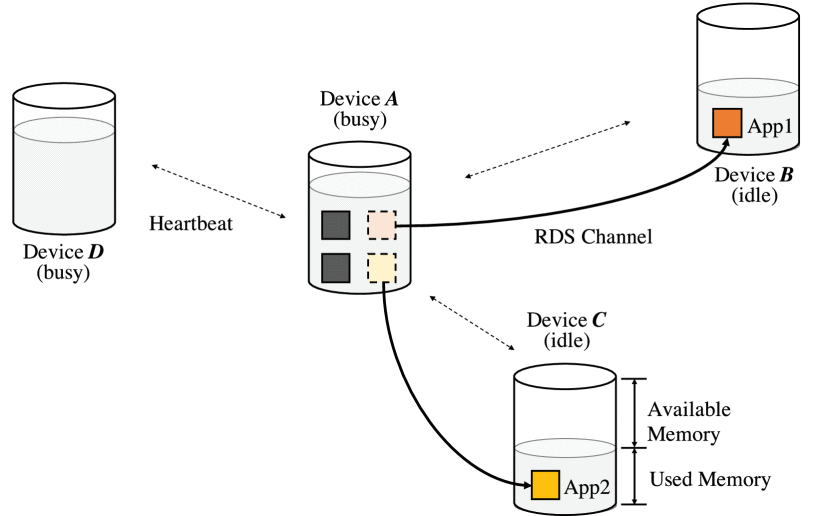 Device A
(busy)
App1
Device B
(idle)
Heartbeat
RDS Channel
Device D
(busy)
Device C
(idle)
Available
Memory
Used Memory
App2